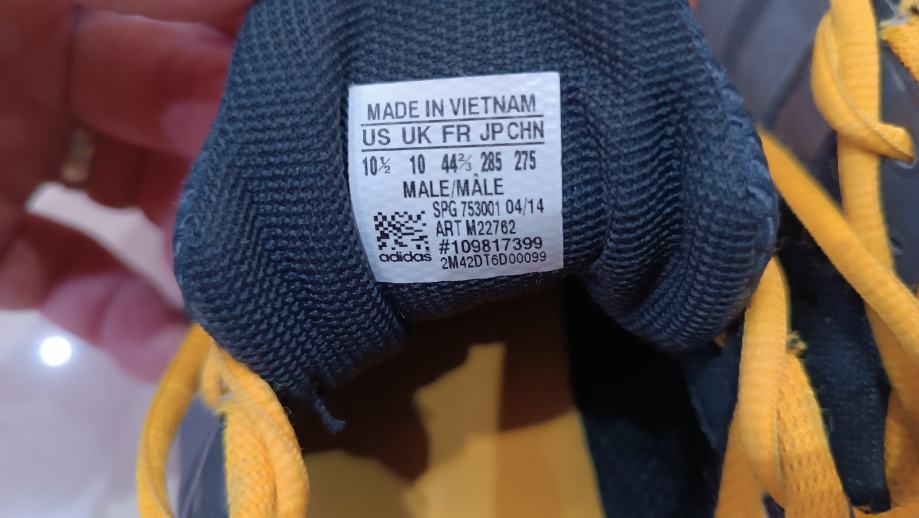 MADE IN VIETNAM
US UK FR JP CHN
10½ 10 44⅔ 285 275
MALE/MÂLE
SPG 753001 04/14
ART M22762
#109817399
adidas 2M42DT6D00099